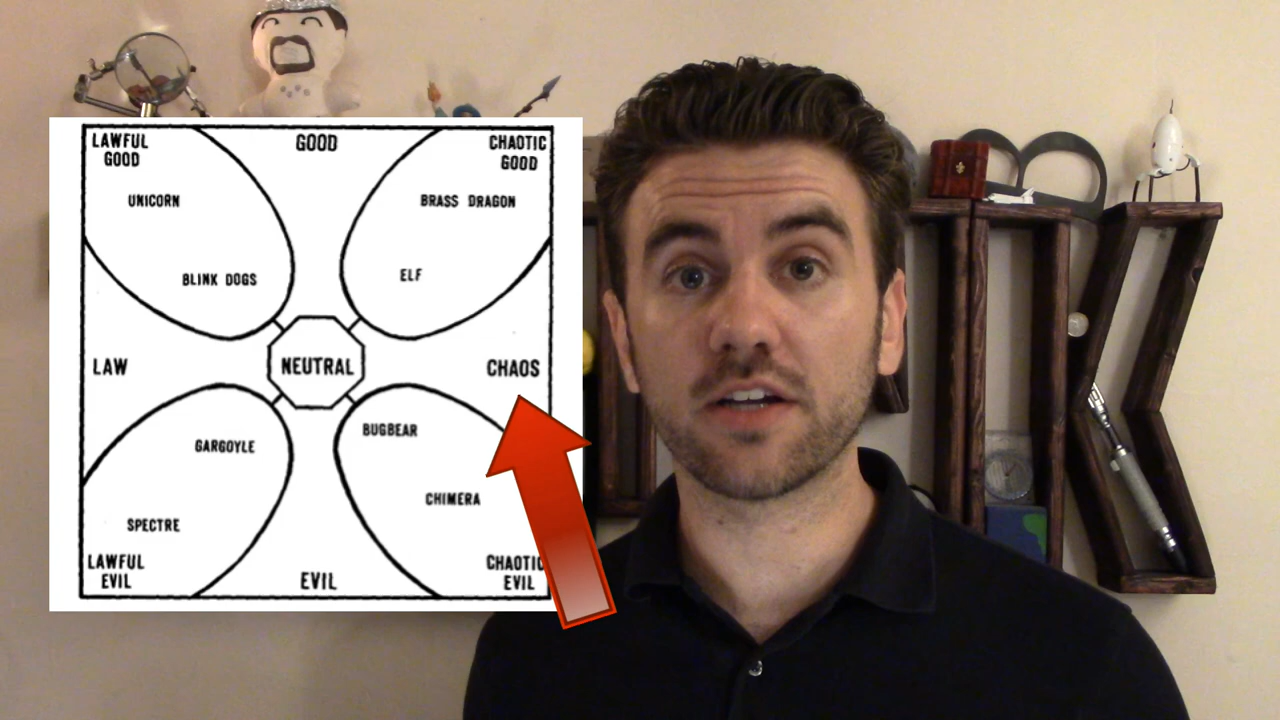 LAWFUL
GOOD
GOOD
CHAOTIC
GOOD
UNICORN
BRASS DRAGON
BLINK DOGS
ELF
LAW
NEUTRAL
CHAOS
GARGOYLE
BUGBEAR
SPECTRE
CHIMERA
LAWFUL
EVIL
EVIL
CHAOTIC
EVIL